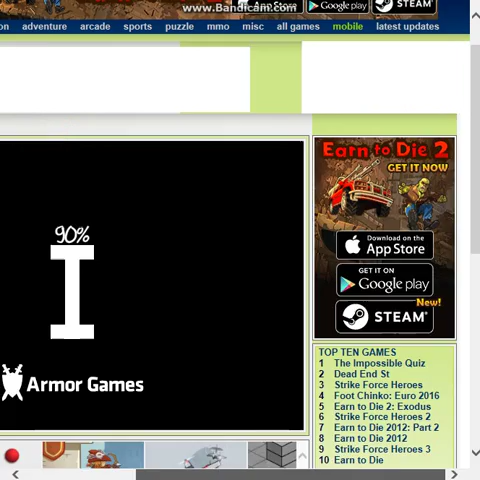 www.Bandicam.com
App Store
Google play
STEAM
on adventure arcade sports puzzle mmo misc all games mobile latest updates
Earn to Die 2
GET IT NOW
90%
I
Download on the
App Store
GET IT ON
Google play
New!
STEAM
Armor Games
TOP TEN GAMES
1 The Impossible Quiz
2 Dead End St
3 Strike Force Heroes
4 Foot Chinko: Euro 2016
5 Earn to Die 2: Exodus
6 Strike Force Heroes 2
7 Earn to Die 2012: Part 2
8 Earn to Die 2012
9 Strike Force Heroes 3
10 Earn to Die